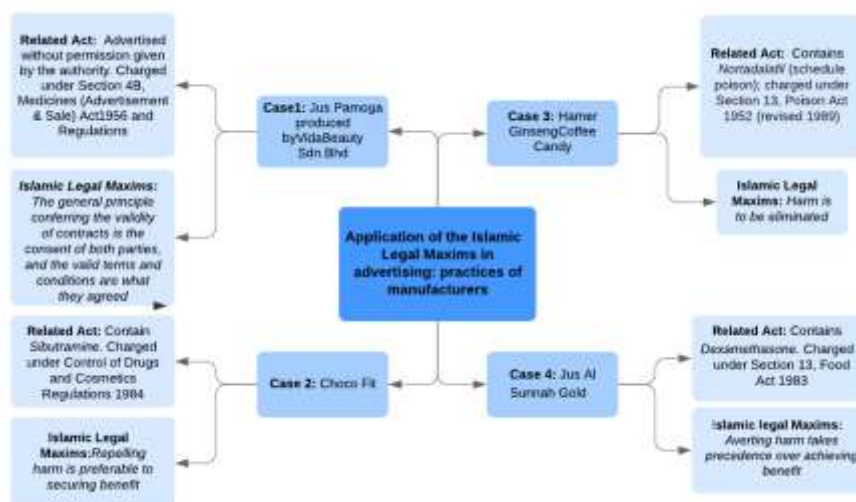 Related Act: Advertised
without permission given
by the authority. Charged
under Section 4B,
Medicines (Advertisement
& Sale) Act1956 and
Regulations
Islamic Legal Maxims:
The general principle
conferring the validity
of contracts is the
consent of both parties,
and the valid terms and
conditions are what
they agreed
Case1: Jus Pamoga
produced
byVidaBeauty
Sdn.Bhd
Case 3: Hamer
GinsengCoffee
Candy
Related Act: Contains
Nortadalafil (schedule
poison); charged under
Section 13, Poison Act
1952 (revised 1989)
Islamic Legal
Maxims: Harm is
to be eliminated
Application of the Islamic
Legal Maxims in
advertising: practices of
manufacturers
Related Act: Contain
Sibutramine. Charged
under Control of Drugs
and Cosmetics
Regulations 1984
Islamic Legal
Maxims:Repelling
harm is preferable to
securing benefit
Case 2: Choco Fit
Case 4: Jus Al
Sunnah Gold
Related Act: Contains
Dexamethasone. Charged
under Section 13, Food
Act 1983
Islamic legal Maxims:
Averting harm takes
precedence over achieving
benefit